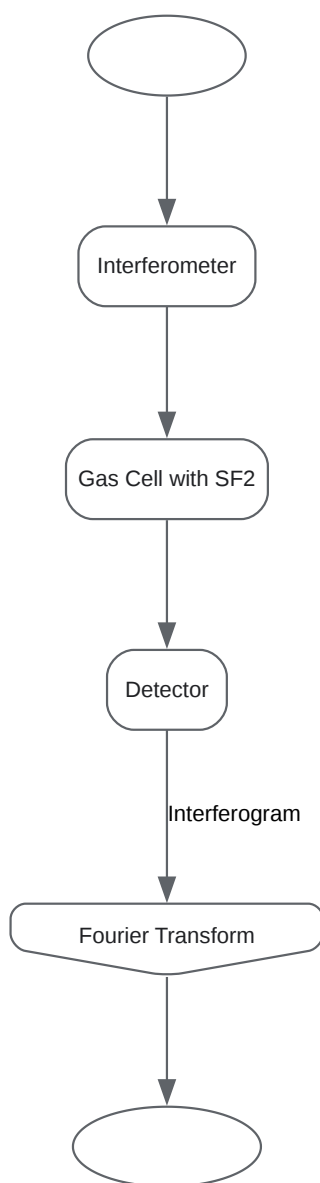 Interferometer
Gas Cell with SF2
Detector
Interferogram
Fourier Transform